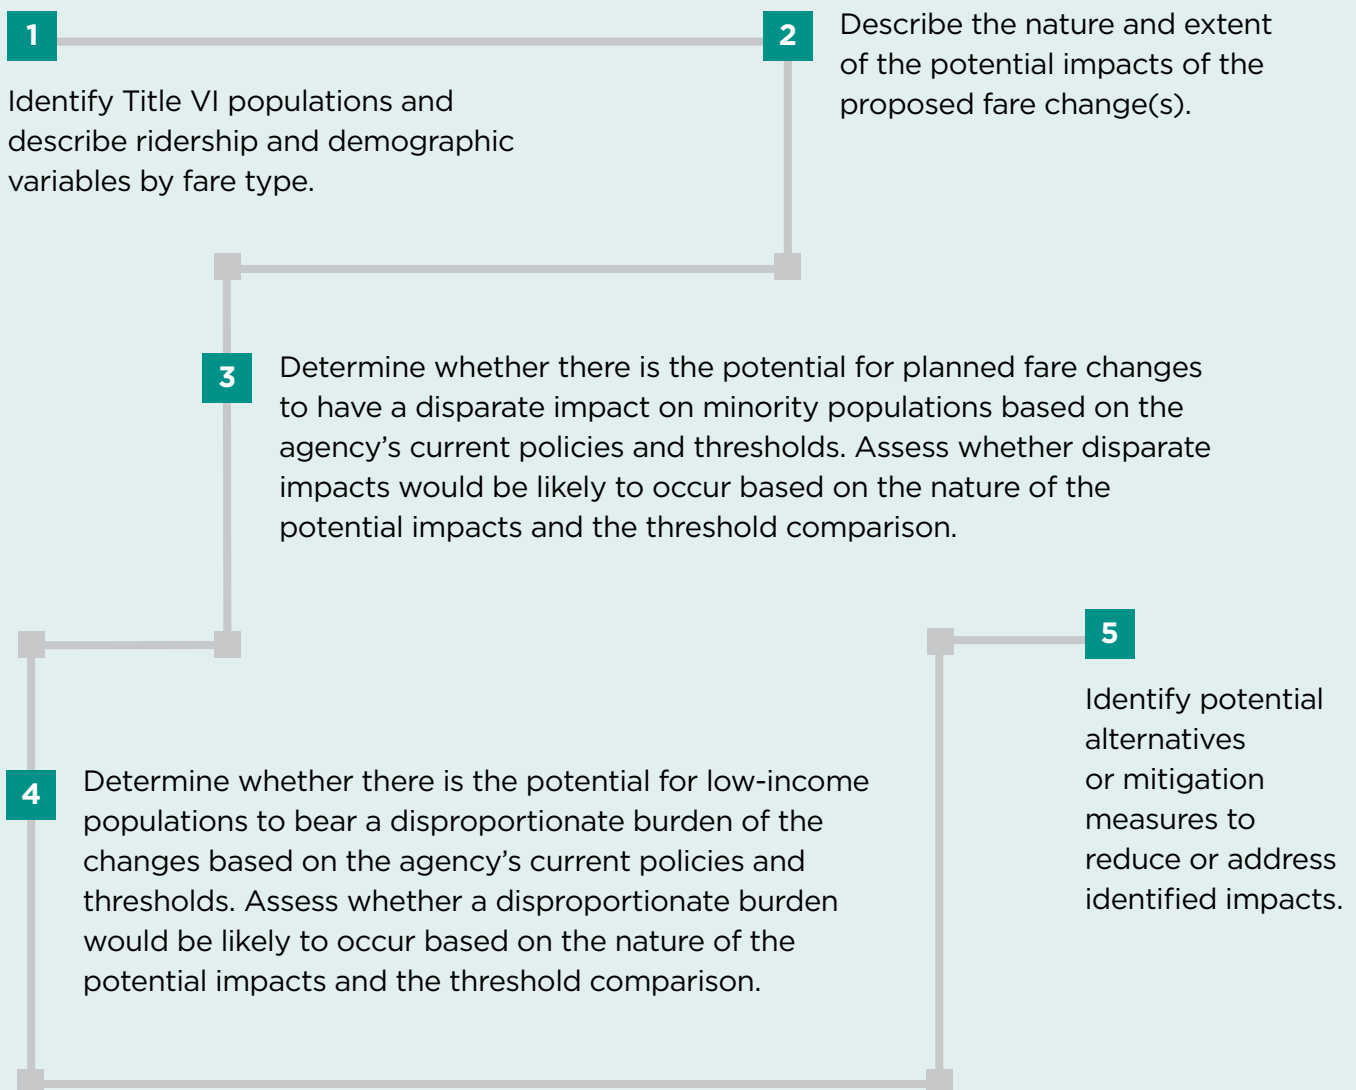 1
Identify Title VI populations and
describe ridership and demographic
variables by fare type.
2
Describe the nature and extent
of the potential impacts of the
proposed fare change(s).
3
Determine whether there is the potential for planned fare changes
to have a disparate impact on minority populations based on the
agency’s current policies and thresholds. Assess whether disparate
impacts would be likely to occur based on the nature of the
potential impacts and the threshold comparison.
4
Determine whether there is the potential for low-income
populations to bear a disproportionate burden of the
changes based on the agency’s current policies and
thresholds. Assess whether a disproportionate burden
would be likely to occur based on the nature of the
potential impacts and the threshold comparison.
5
Identify potential
alternatives
or mitigation
measures to
reduce or address
identified impacts.